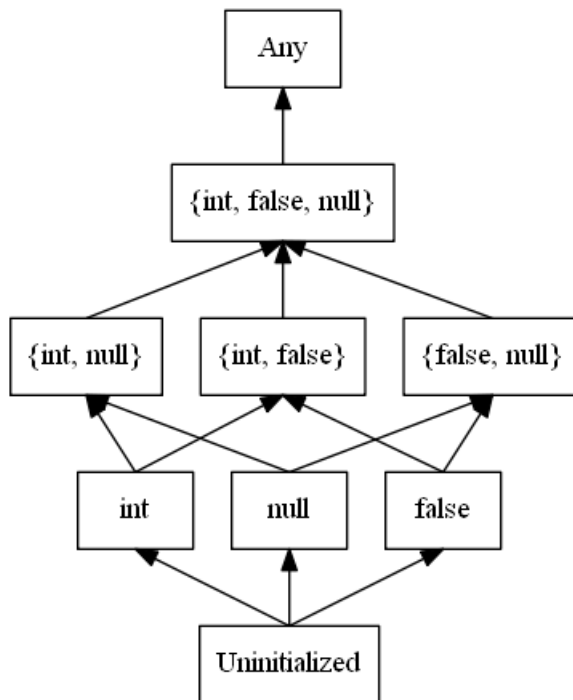 Any
{int, false, null}
{int, null}
{int, false}
{false, null}
int
null
false
Uninitialized